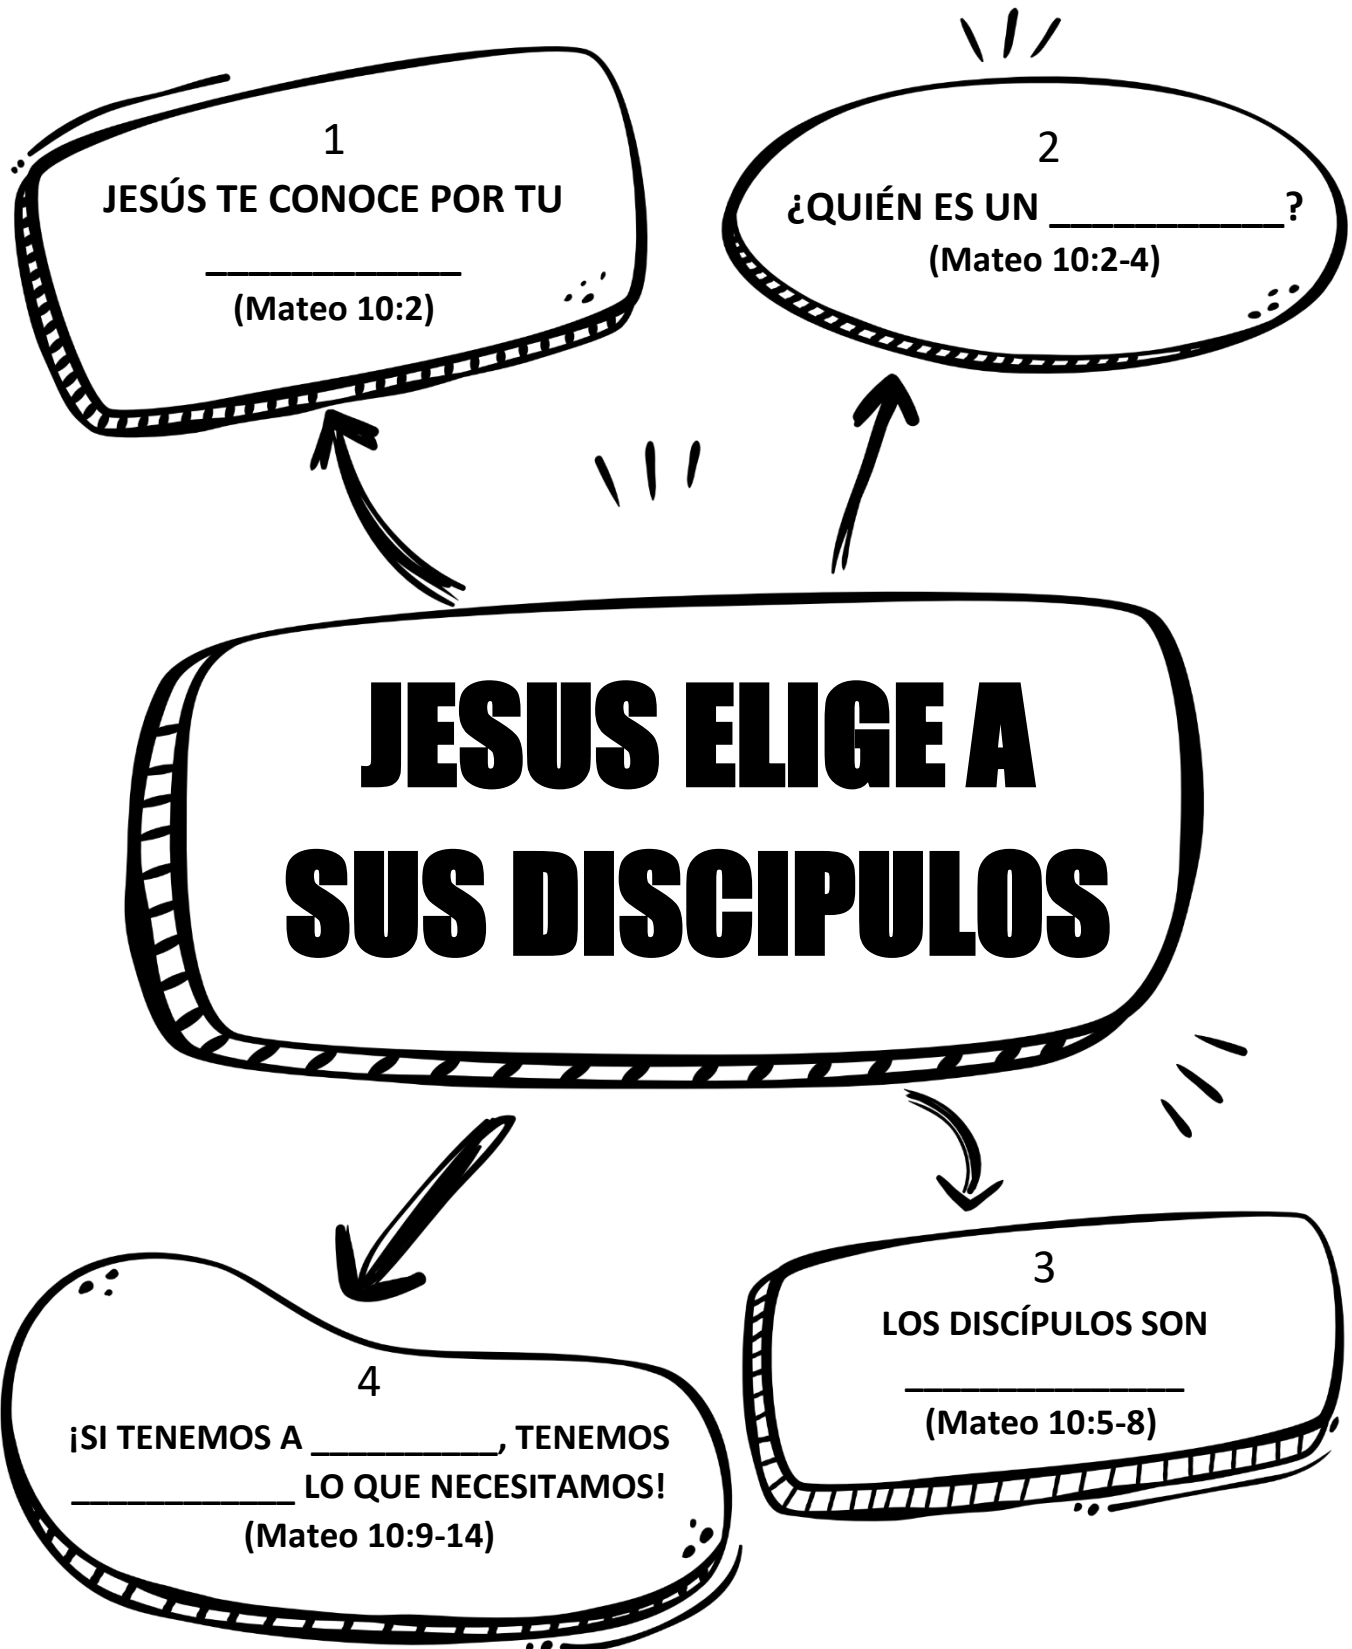 1
JESÚS TE CONOCE POR TU
____________
(Mateo 10:2)
2
¿QUIÉN ES UN ___________?
(Mateo 10:2-4)
JESUS ELIGE A
SUS DISCIPULOS
3
LOS DISCÍPULOS SON
_______________
(Mateo 10:5-8)
4
¡SI TENEMOS A __________, TENEMOS
____________ LO QUE NECESITAMOS!
(Mateo 10:9-14)